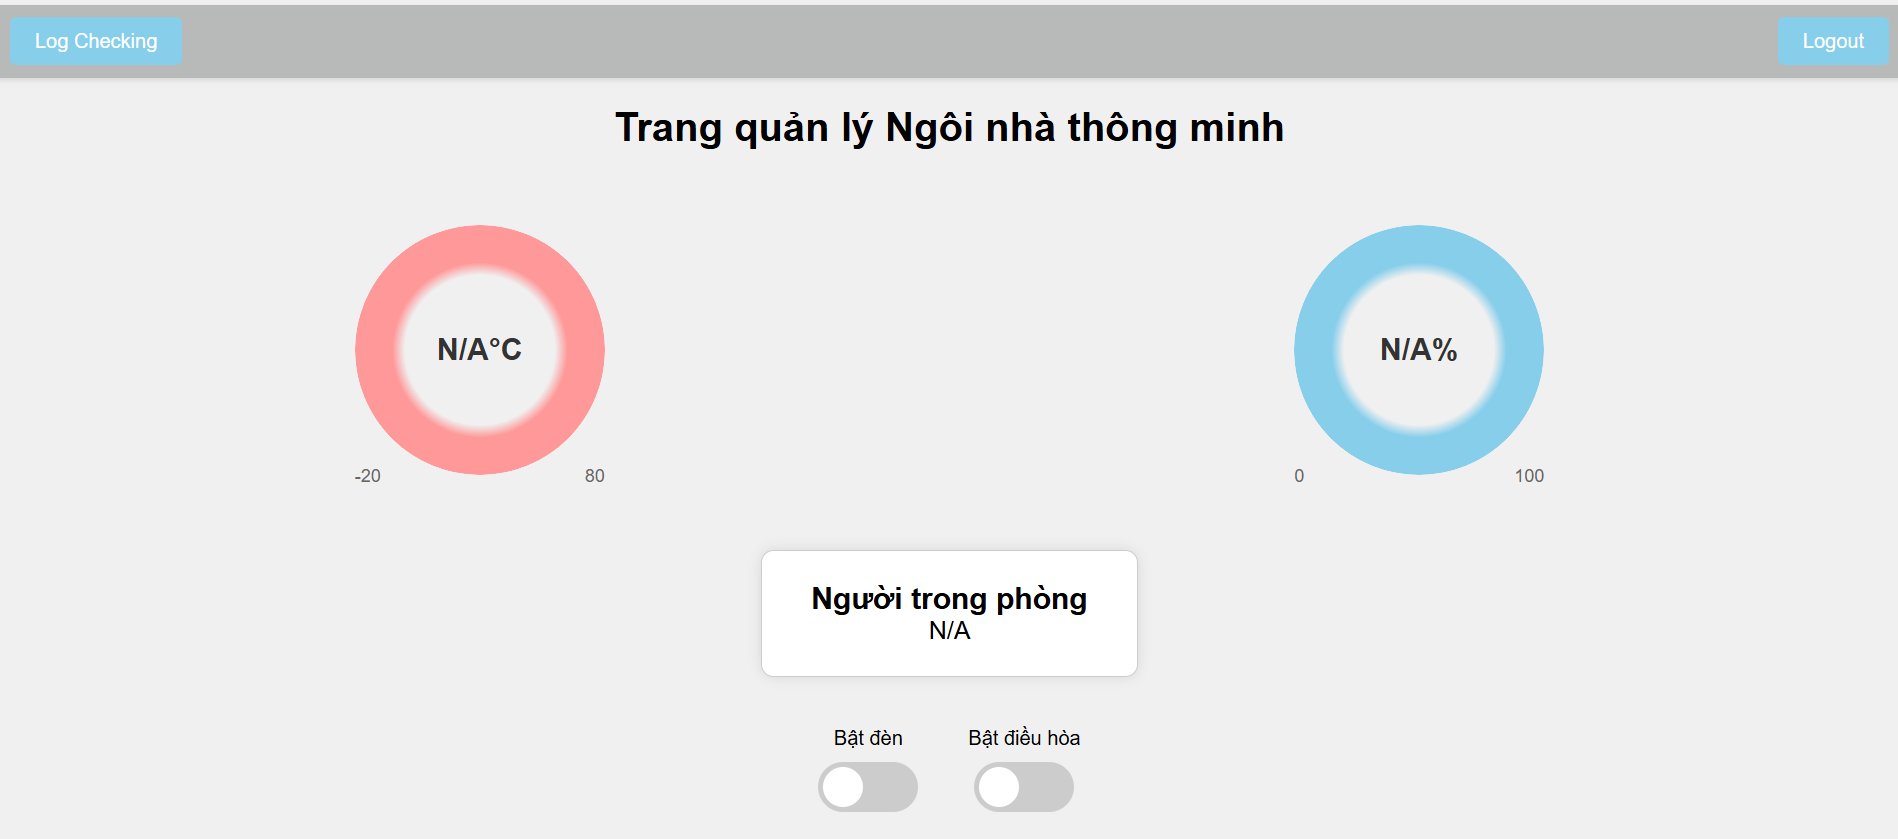 Log Checking
Logout
Trang quản lý Ngôi nhà thông minh
N/A°C
-20
80
N/A%
0
100
Người trong phòng
N/A
Bật đèn
Bật điều hòa